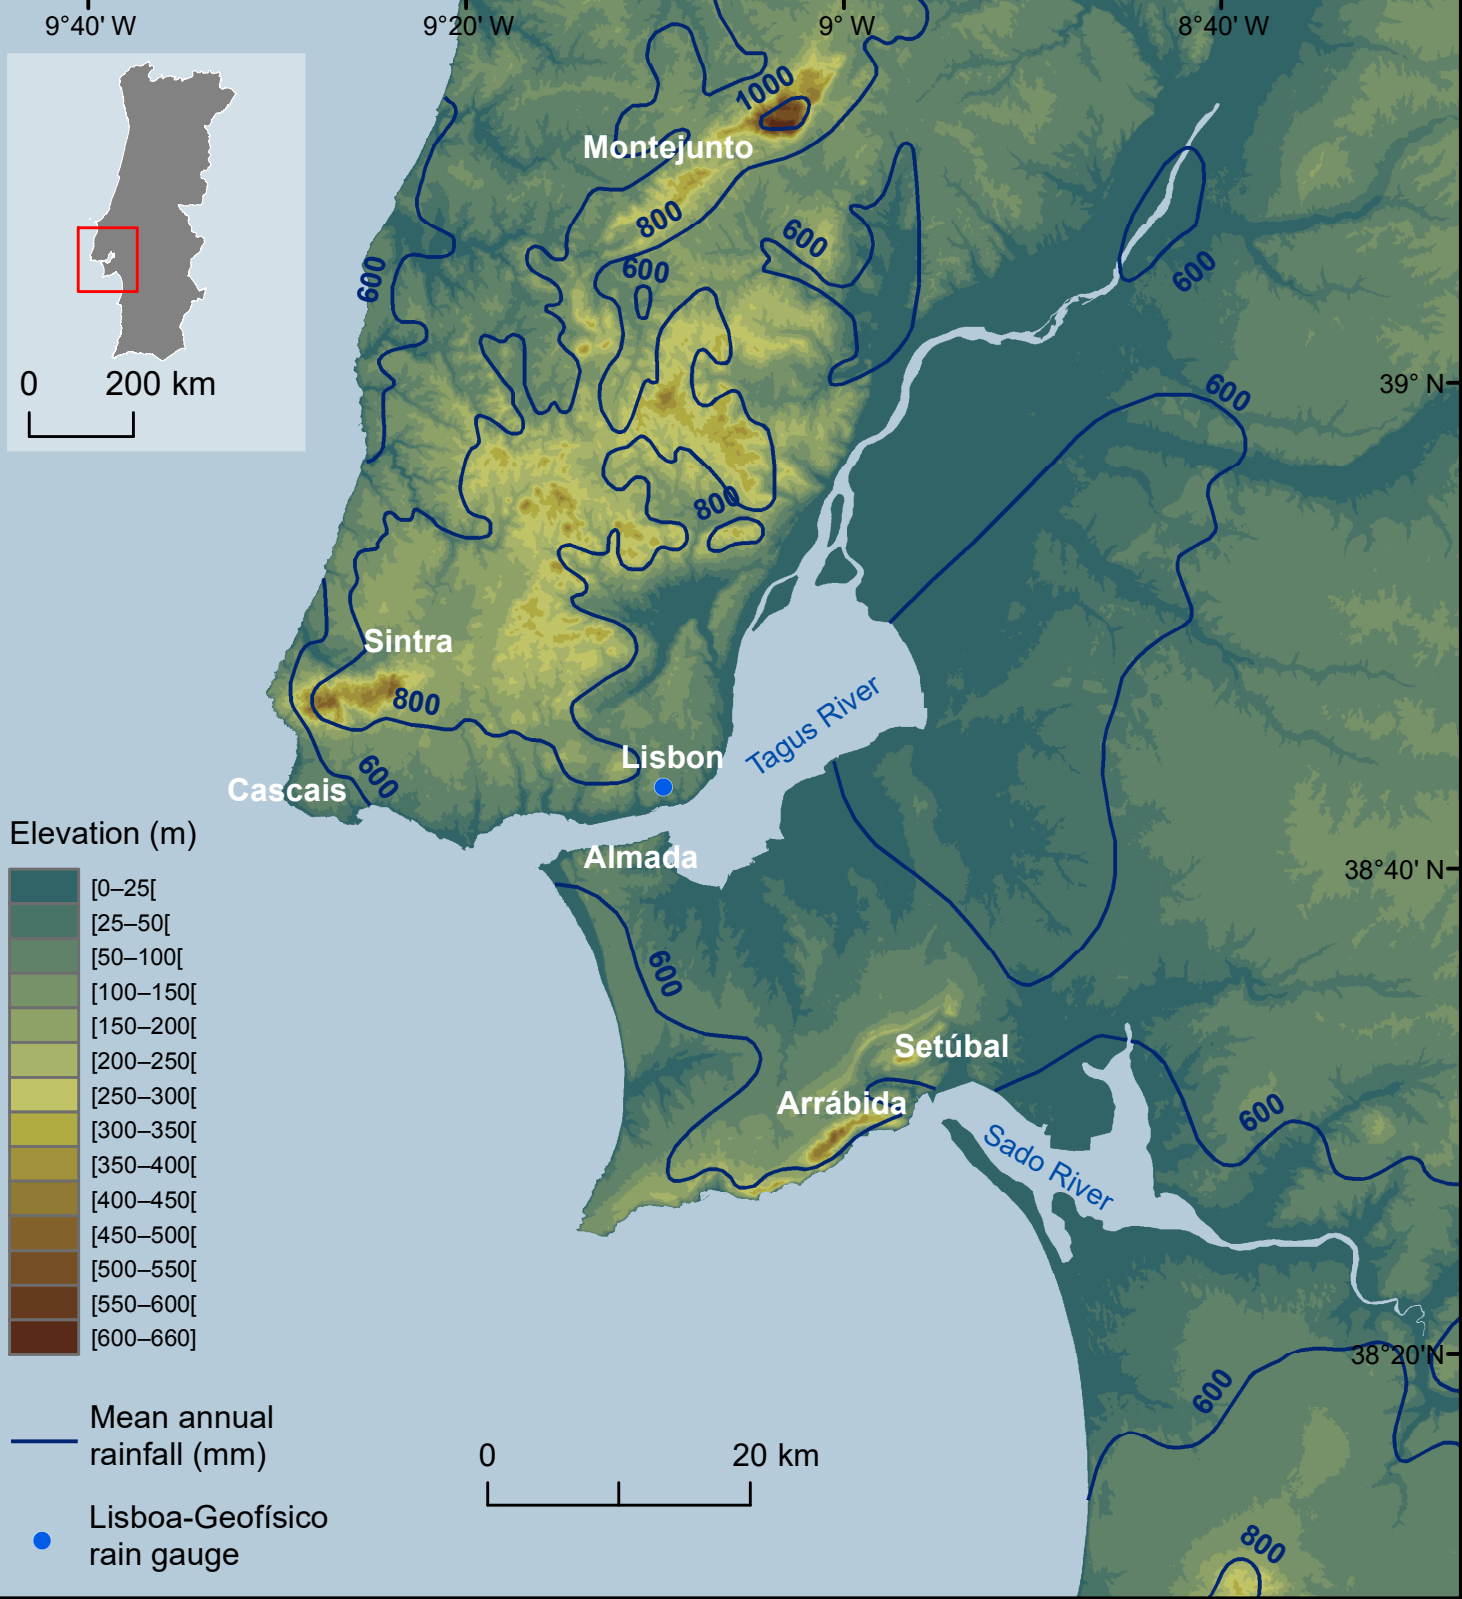 9°40' W
9°20' W
9° W
8°40' W
1000
Montejunto
800
600
600
600
600
0
200 km
39° N
600
800
Sintra
800
Tagus River
Lisbon
600
Cascais
Elevation (m)
Almada
38°40' N
[0–25[
[25–50[
[50–100[
[100–150[
[150–200[
[200–250[
[250–300[
[300–350[
[350–400[
[400–450[
[450–500[
[500–550[
[550–600[
[600–660]
600
Setúbal
Arrábida
600
Sado River
38°20'N
600
Mean annual
rainfall (mm)
0
20 km
Lisboa-Geofísico
rain gauge
800